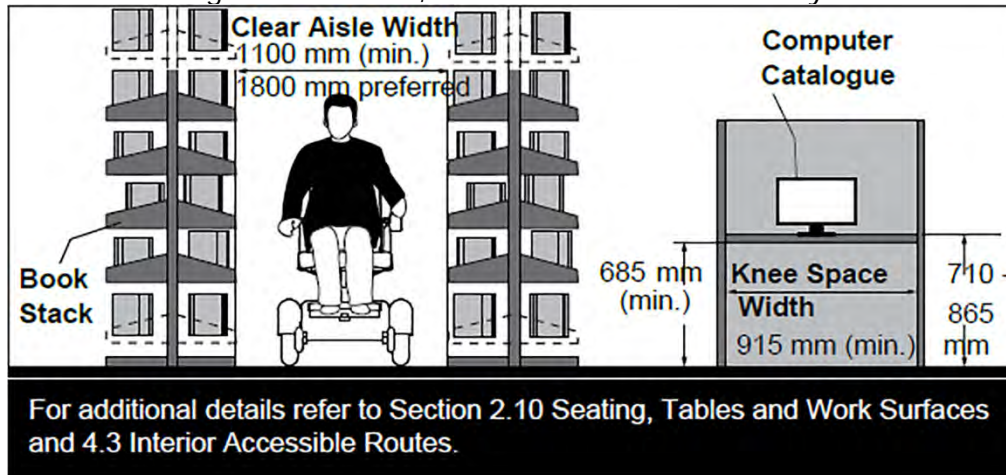 Clear Aisle Width
1100 mm (min.)
1800 mm preferred
Computer
Catalogue
Book
Stack
685 mm
(min.)
Knee Space
Width
915 mm (min.)
710 -
865
mm
For additional details refer to Section 2.10 Seating, Tables and Work Surfaces
and 4.3 Interior Accessible Routes.